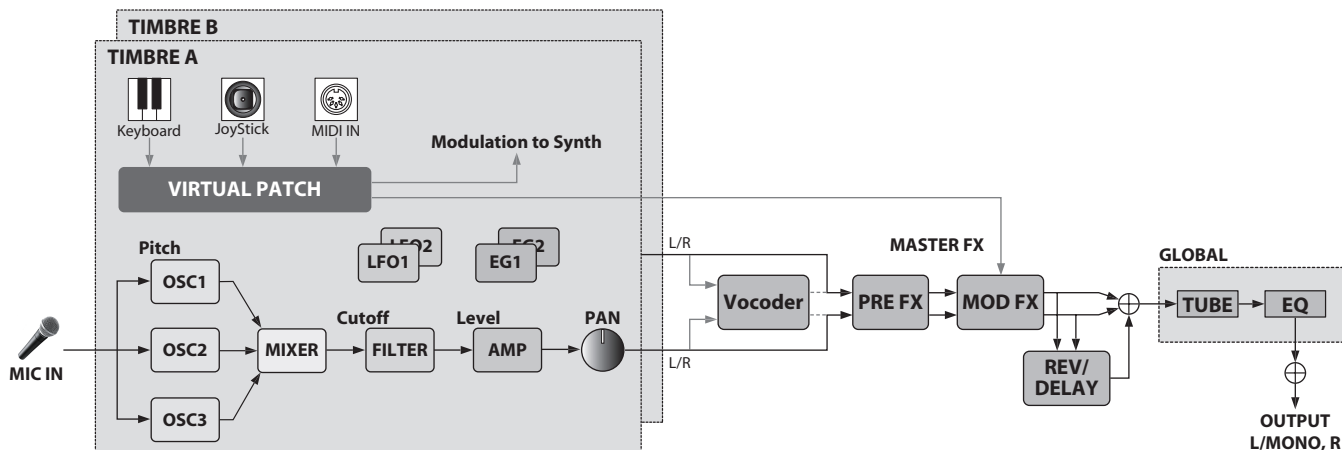 TIMBRE B
TIMBRE A
Keyboard
JoyStick
MIDI IN
Modulation to Synth
VIRTUAL PATCH
Pitch
LFO2
LFO1
EG2
EG1
L/R
MASTER FX
GLOBAL
OSC1
Vocoder
PRE FX
MOD FX
TUBE
EQ
Cutoff
Level
PAN
OSC2
MIXER
FILTER
AMP
MIC IN
L/R
REV/
DELAY
OSC3
OUTPUT
L/MONO, R